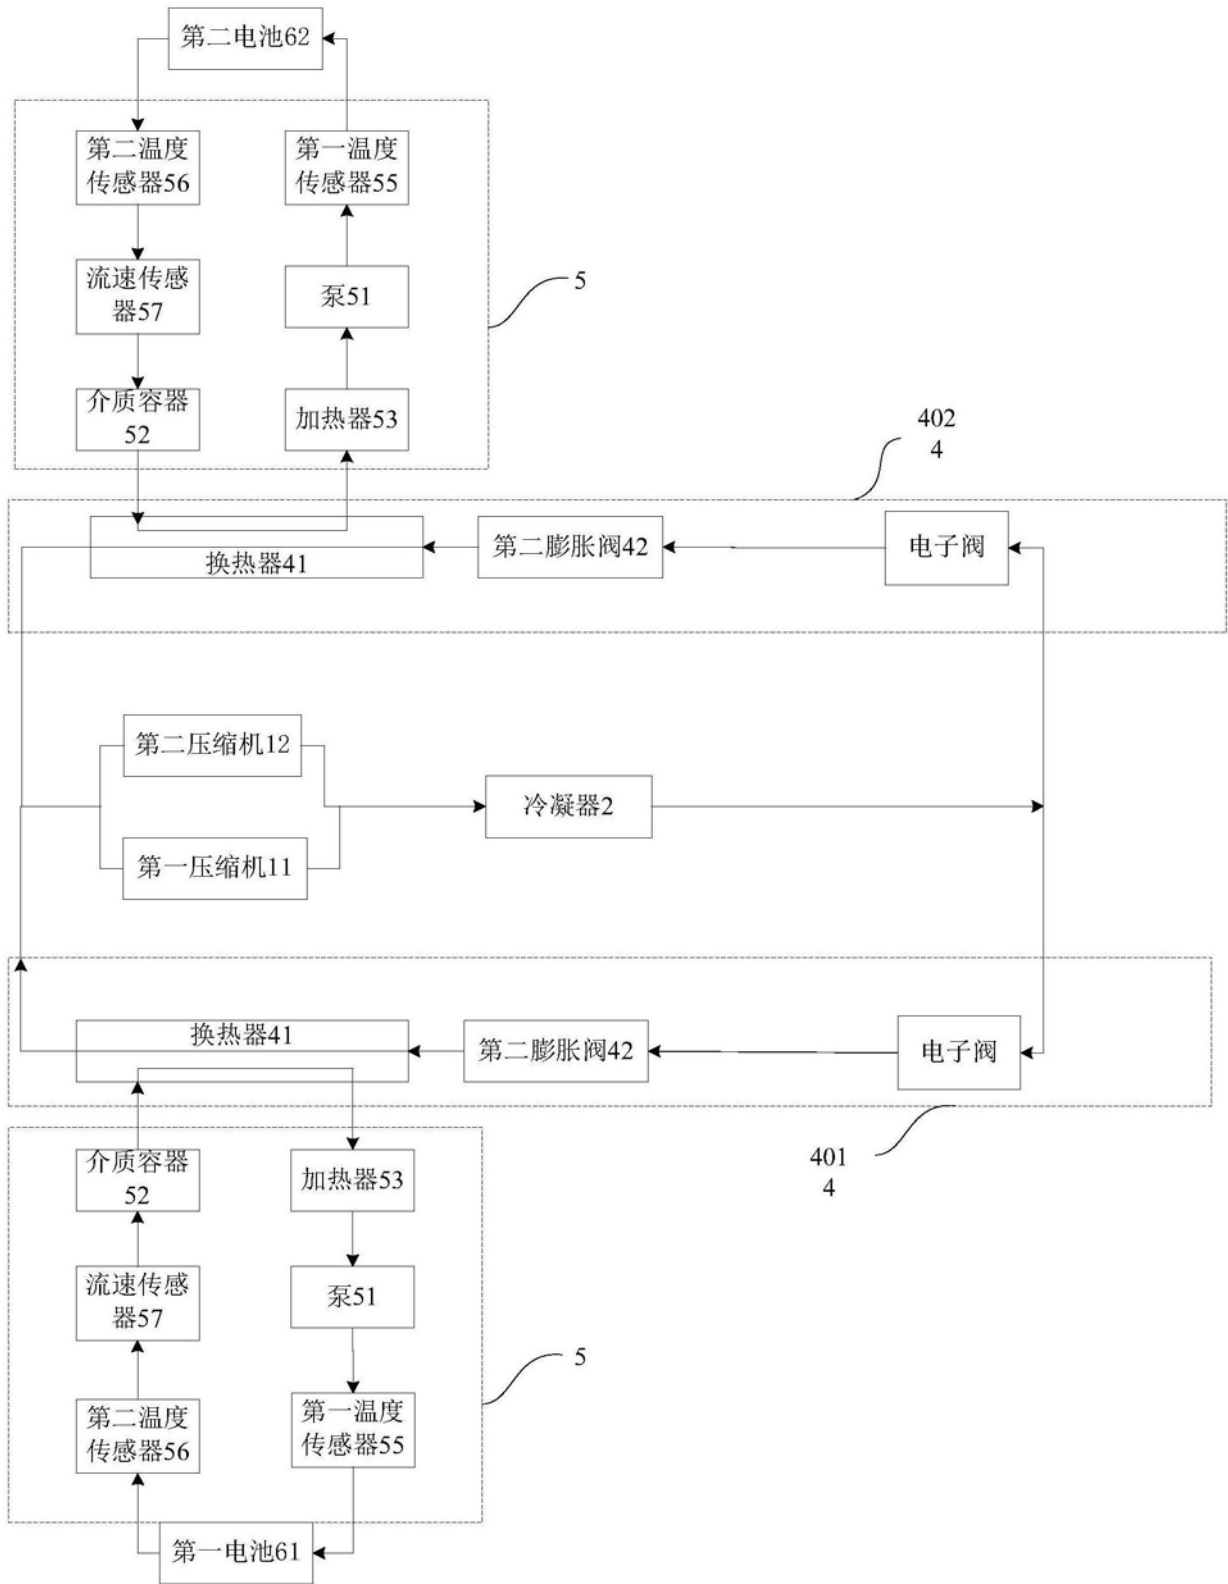 第二电池62
第二温度
传感器56
第一温度
传感器55
流速传感
器57
泵51
5
介质容器
52
加热器53
402
4
换热器41
第二膨胀阀42
电子阀
第二压缩机12
冷凝器2
第一压缩机11
换热器41
第二膨胀阀42
电子阀
401
4
介质容器
52
加热器53
流速传感
器57
泵51
5
第二温度
传感器56
第一温度
传感器55
第一电池61